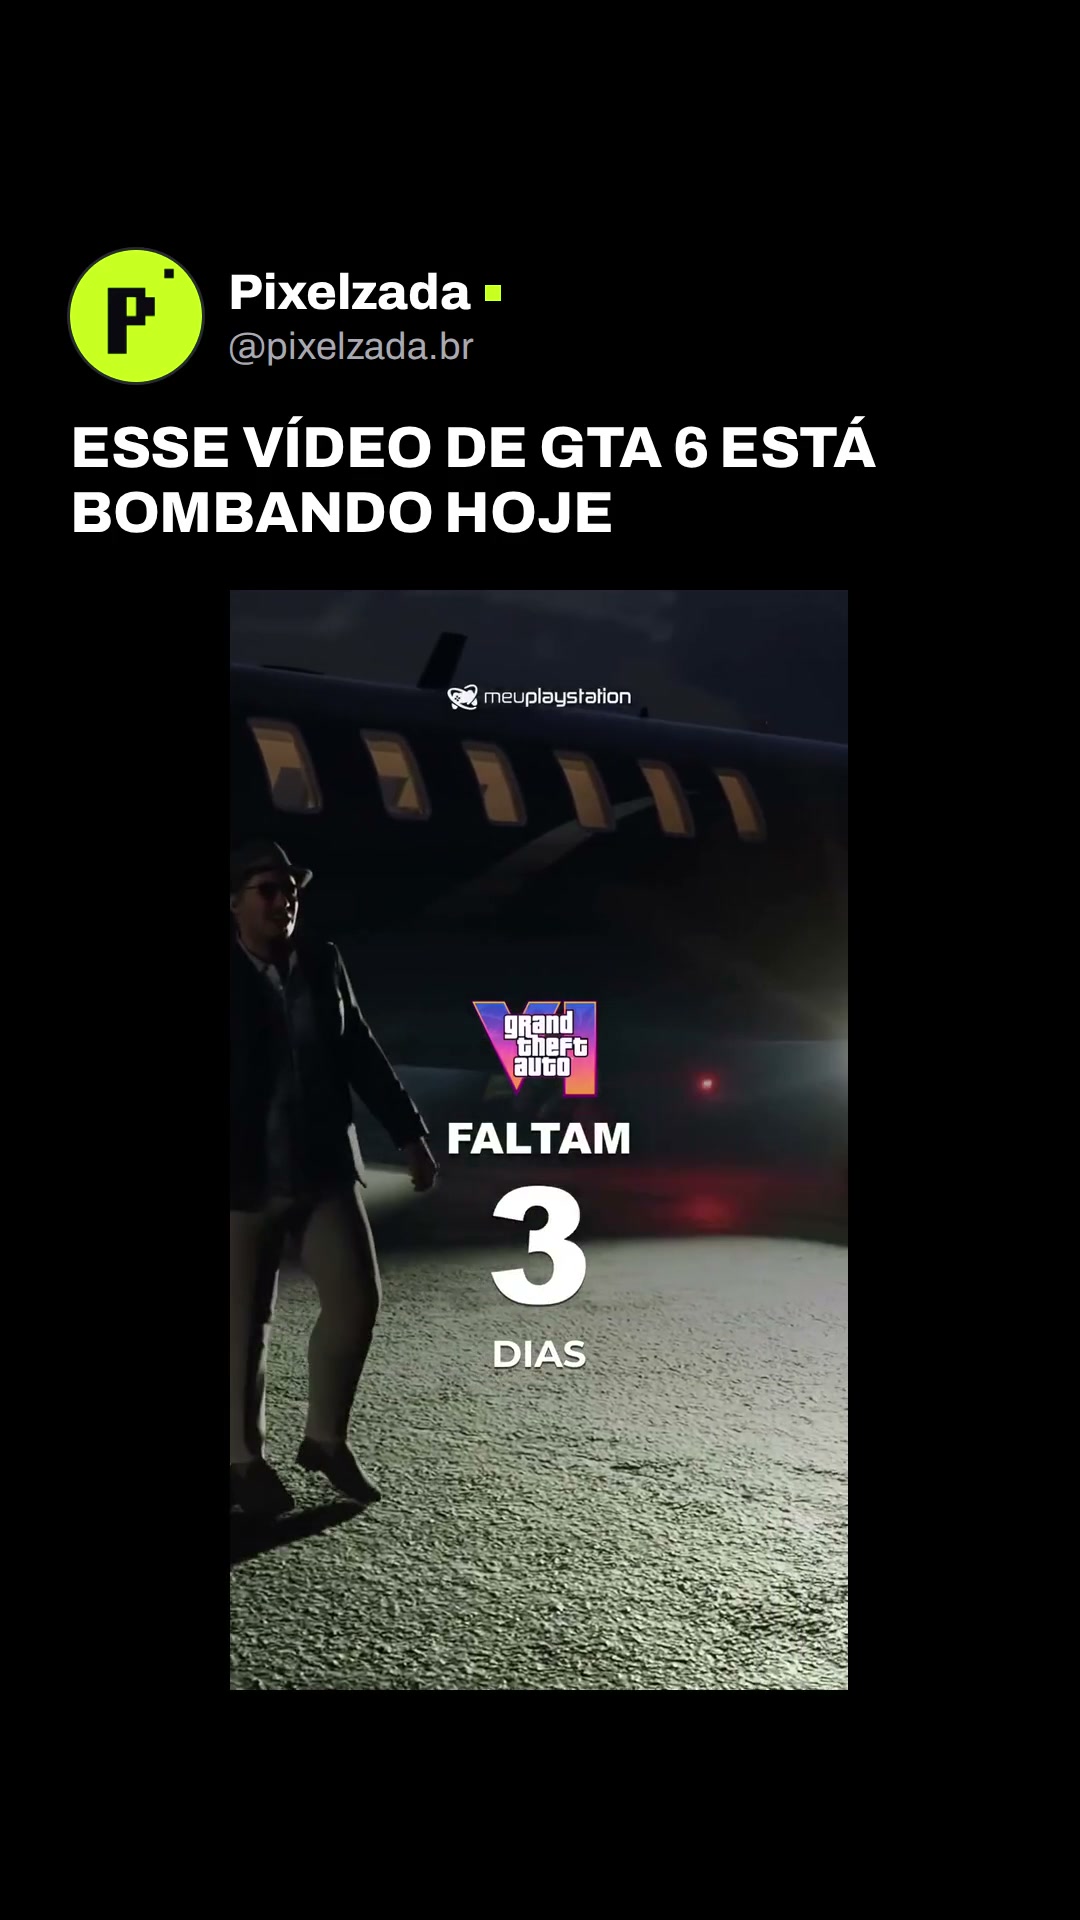 Pixelzada
@pixelzada.br
ESSE VÍDEO DE GTA 6 ESTÁ
BOMBANDO HOJE
meuplaystation
VI
grand
theft
auto
FALTAM
3
DIAS